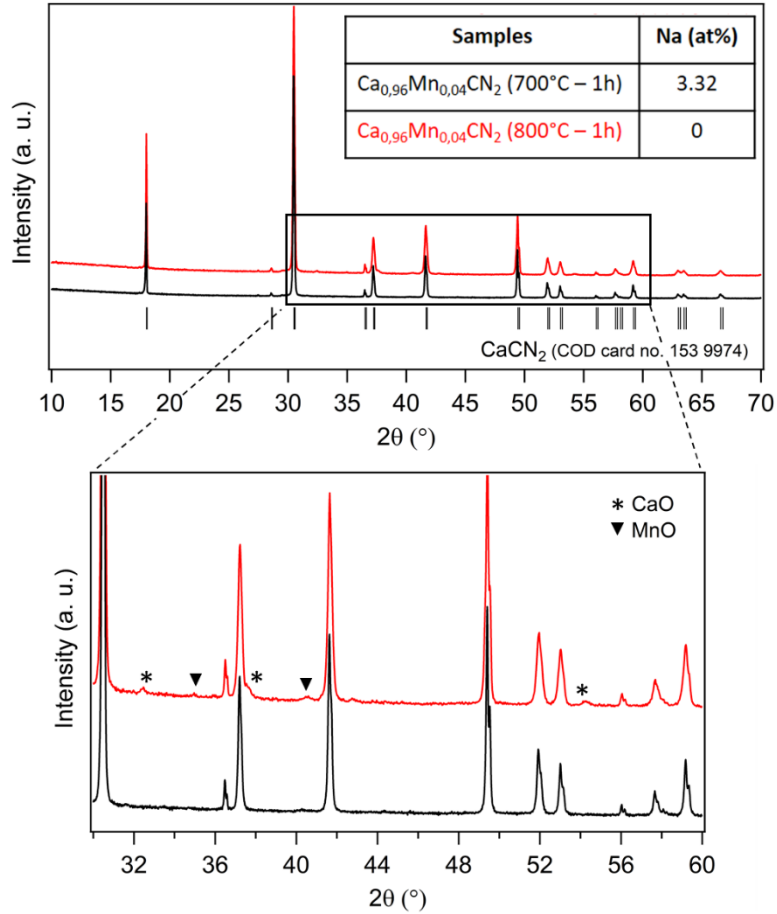 Samples Na (at%)
Ca0,96Mn0,04CN2 (700°C – 1h) 3.32
Ca0,96Mn0,04CN2 (800°C – 1h) 0
Intensity (a. u.)
CaCN2 (COD card no. 153 9974)
10 15 20 25 30 35 40 45 50 55 60 65 70
2θ (°)
* CaO
▼ MnO
Intensity (a. u.)
* ▼ * ▼ *
32 36 40 44 48 52 56 60
2θ (°)